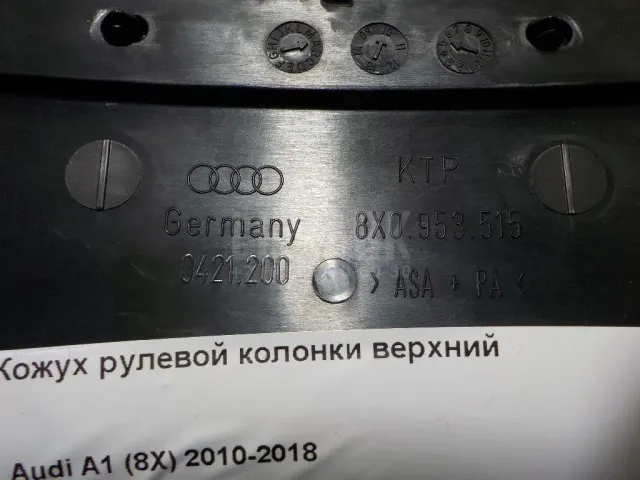 KTP
Germany
8X0.953.515
0421.200
> ASA + PA <
Кожух рулевой колонки верхний
Audi A1 (8X) 2010-2018